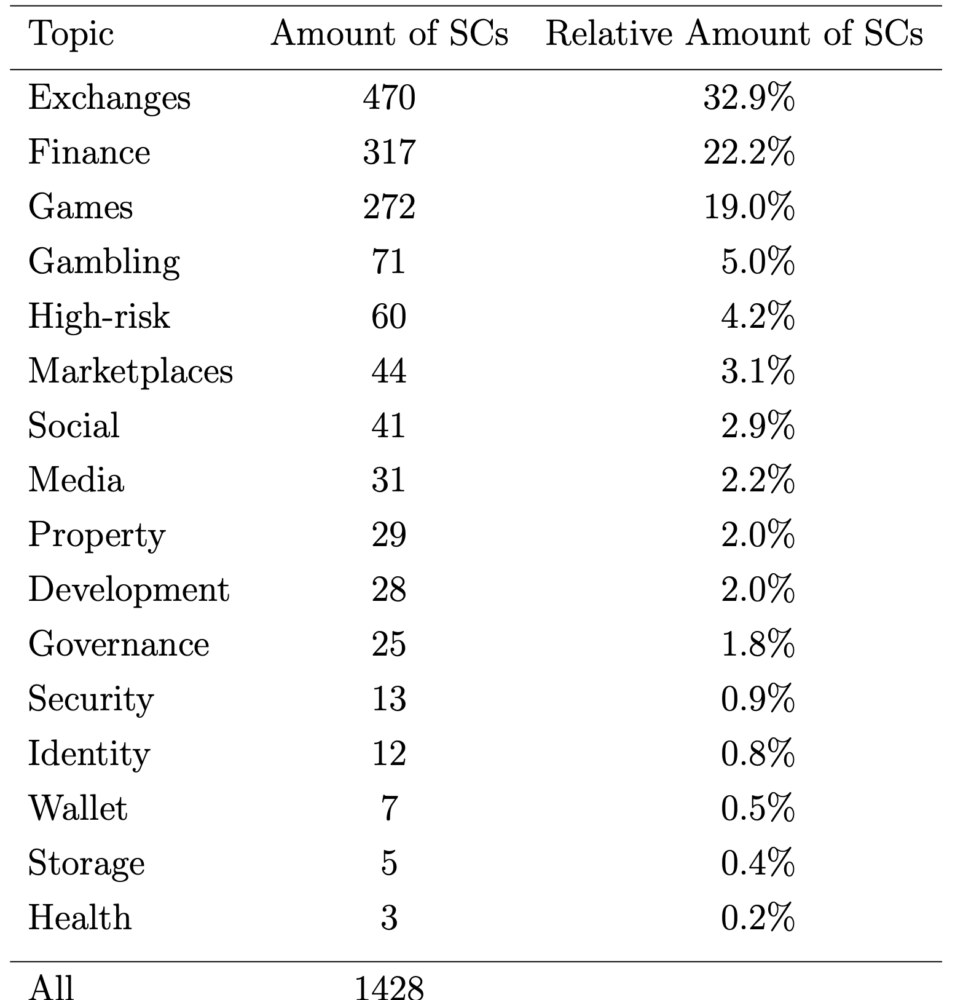 Topic Amount of SCs Relative Amount of SCs
Exchanges 470 32.9%
Finance 317 22.2%
Games 272 19.0%
Gambling 71 5.0%
High-risk 60 4.2%
Marketplaces 44 3.1%
Social 41 2.9%
Media 31 2.2%
Property 29 2.0%
Development 28 2.0%
Governance 25 1.8%
Security 13 0.9%
Identity 12 0.8%
Wallet 7 0.5%
Storage 5 0.4%
Health 3 0.2%
All 1428